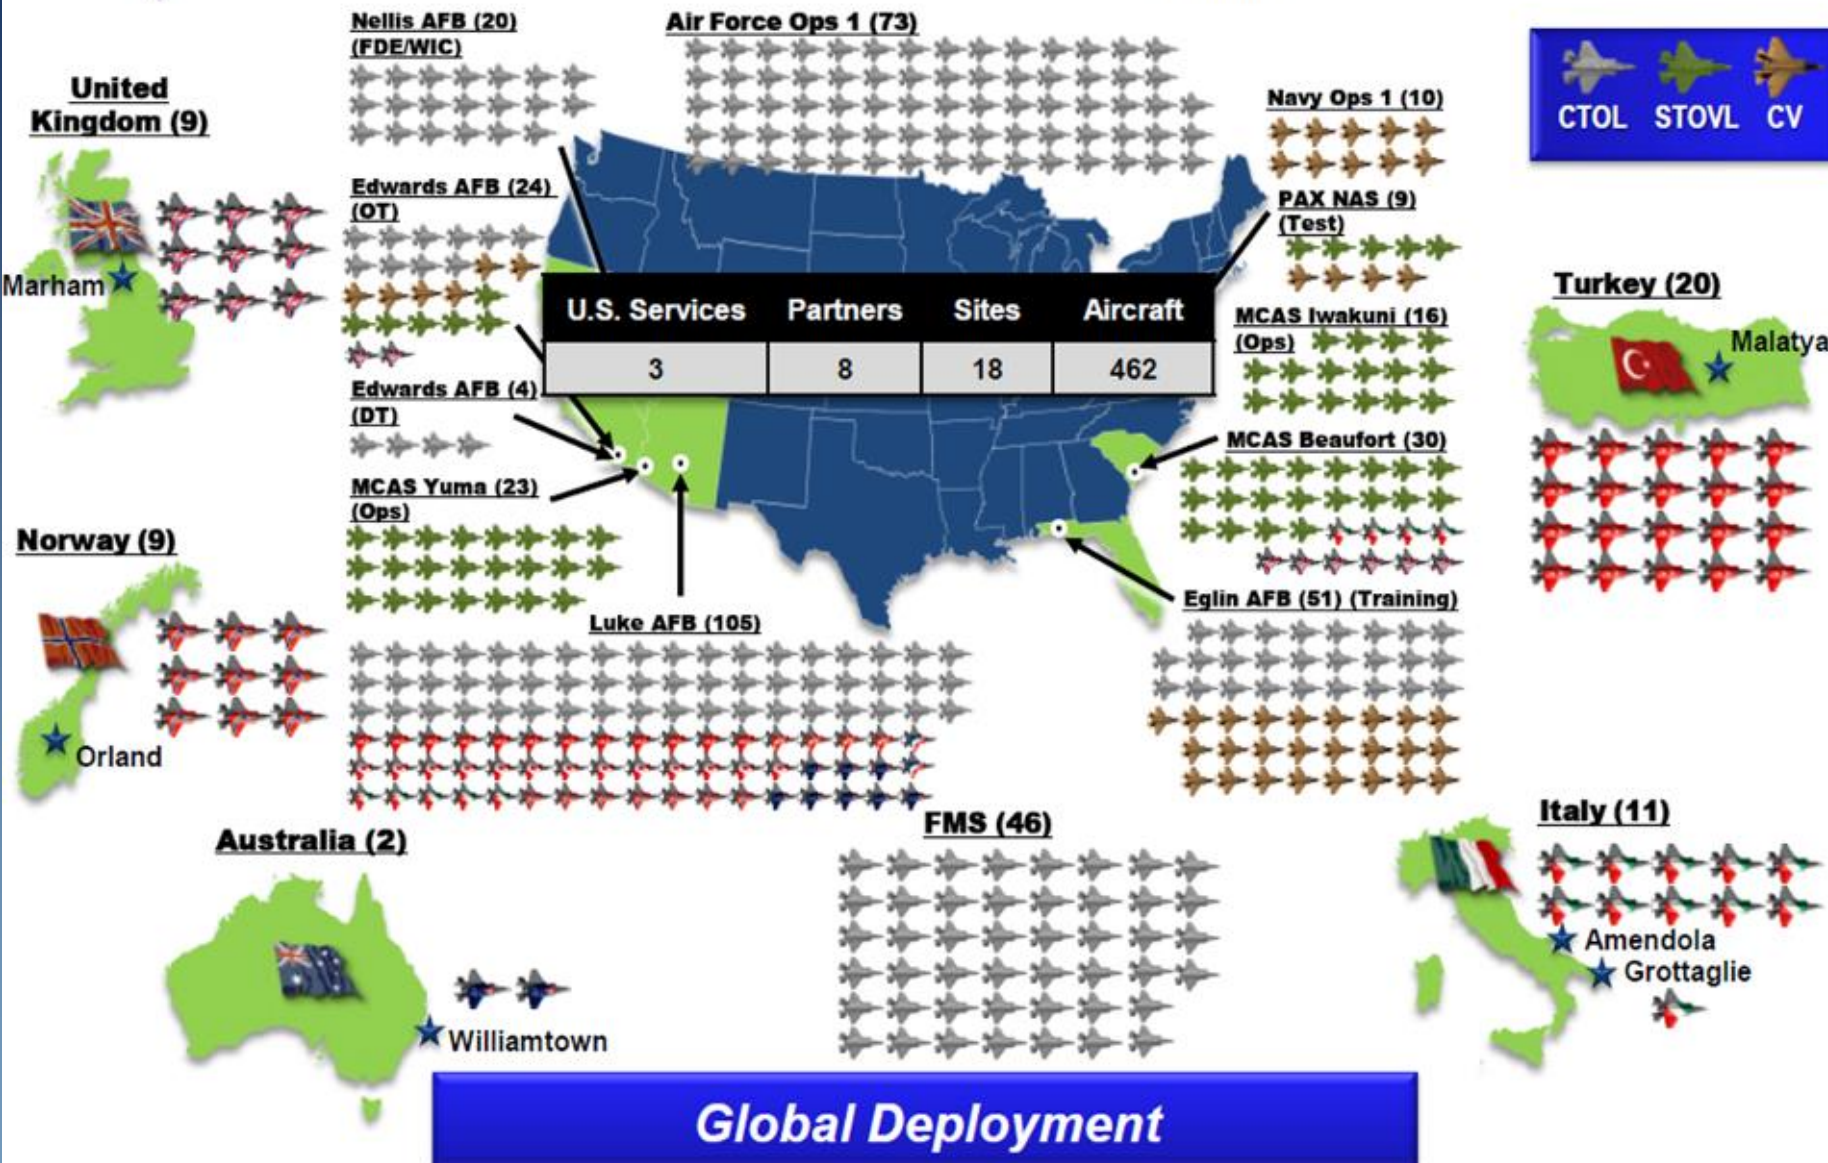 Nellis AFB (20)
(FDE/WIC)
Air Force Ops 1 (73)
CTOL STOVL CV
United
Kingdom (9)
Marham
Navy Ops 1 (10)
Edwards AFB (24)
(OT)
PAX NAS (9)
(Test)
U.S. Services Partners Sites Aircraft
3 8 18 462
MCAS Iwakuni (16)
(Ops)
Turkey (20)
Malatya
Edwards AFB (4)
(DT)
MCAS Beaufort (30)
MCAS Yuma (23)
(Ops)
Norway (9)
Orland
Luke AFB (105)
Eglin AFB (51) (Training)
Australia (2)
Williamtown
FMS (46)
Italy (11)
Amendola
Grottaglie
Global Deployment